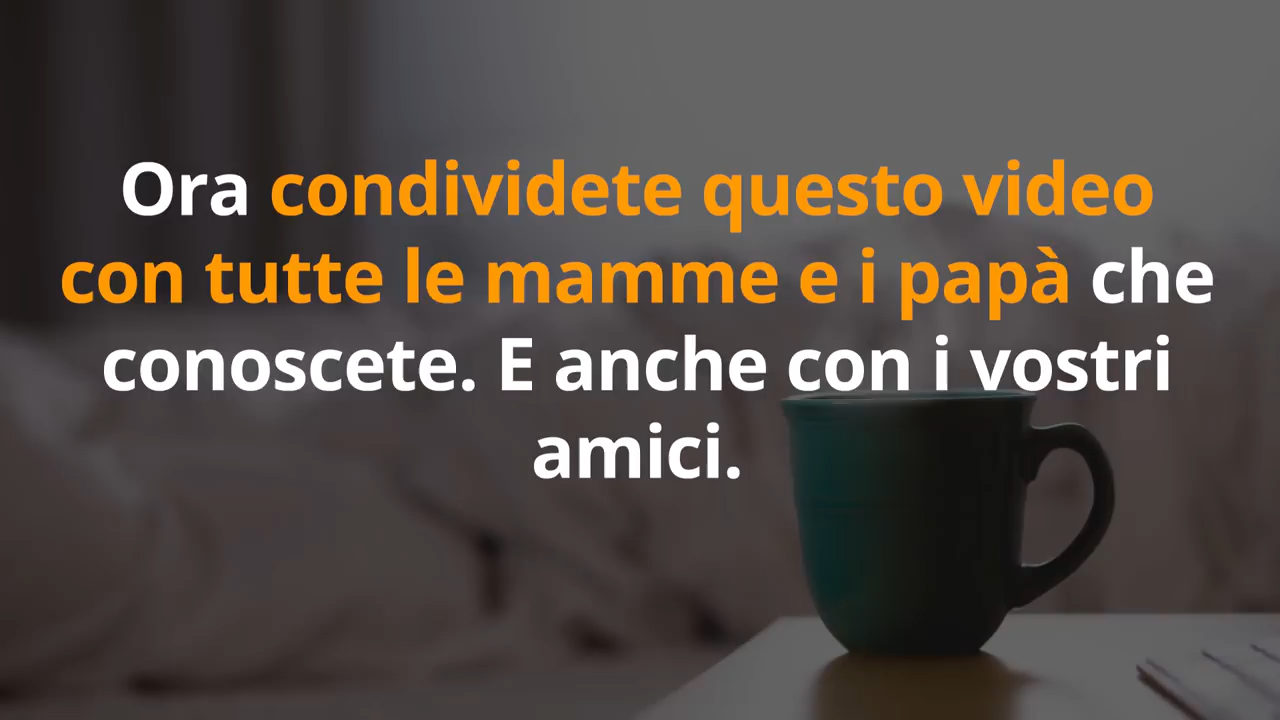 Ora condividete questo video
con tutte le mamme e i papà che
conoscete. E anche con i vostri
amici.